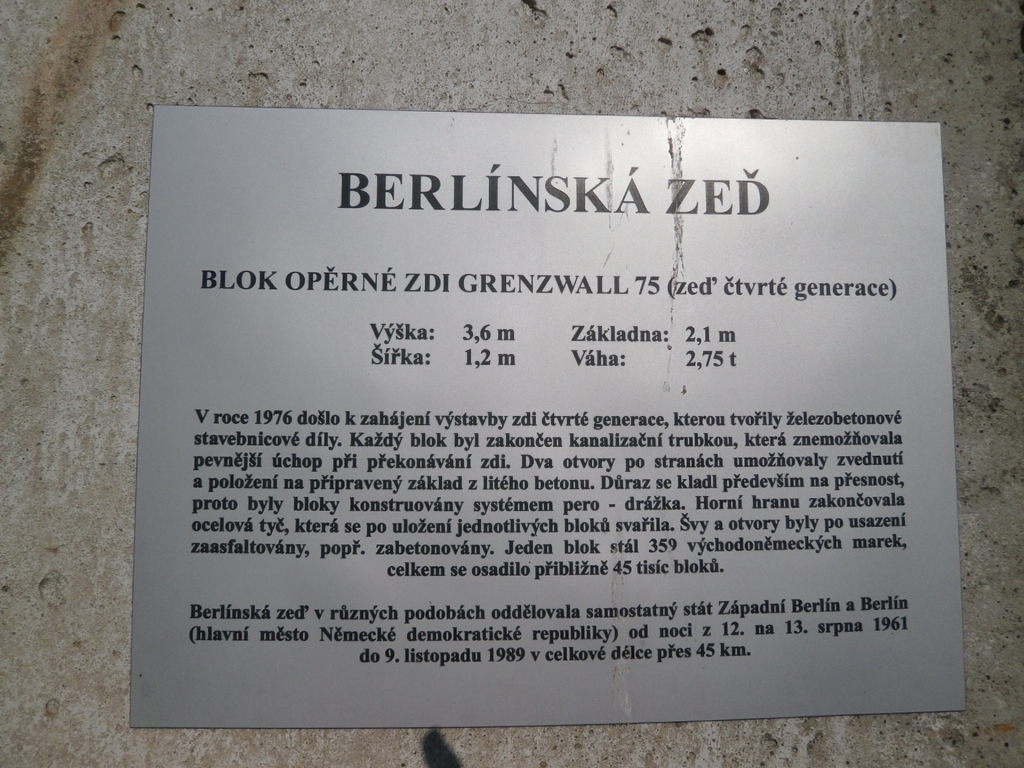 BERLÍNSKÁ ZEĎ
BLOK OPĚRNÉ ZDI GRENZWALL 75 (zeď čtvrté generace)
Výška: 3,6 m Základna: 2,1 m
Šířka: 1,2 m Váha: 2,75 t
V roce 1976 došlo k zahájení výstavby zdi čtvrté generace, kterou tvořily železobetonové
stavebnicové díly. Každý blok byl zakončen kanalizační trubkou, která znemožňovala
pevnější úchop při překonávání zdi. Dva otvory po stranách umožňovaly zvednutí
a položení na připravený základ z litého betonu. Důraz se kladl především na přesnost,
proto byly bloky konstruovány systémem pero - drážka. Horní hranu zakončovala
ocelová tyč, která se po uložení jednotlivých bloků svařila. Švy a otvory byly po usazení
zaasfaltovány, popř. zabetonovány. Jeden blok stál 359 východoněmeckých marek,
celkem se osadilo přibližně 45 tisíc bloků.
Berlínská zeď v různých podobách oddělovala samostatný stát Západní Berlín a Berlín
(hlavní město Německé demokratické republiky) od noci z 12. na 13. srpna 1961
do 9. listopadu 1989 v celkové délce přes 45 km.